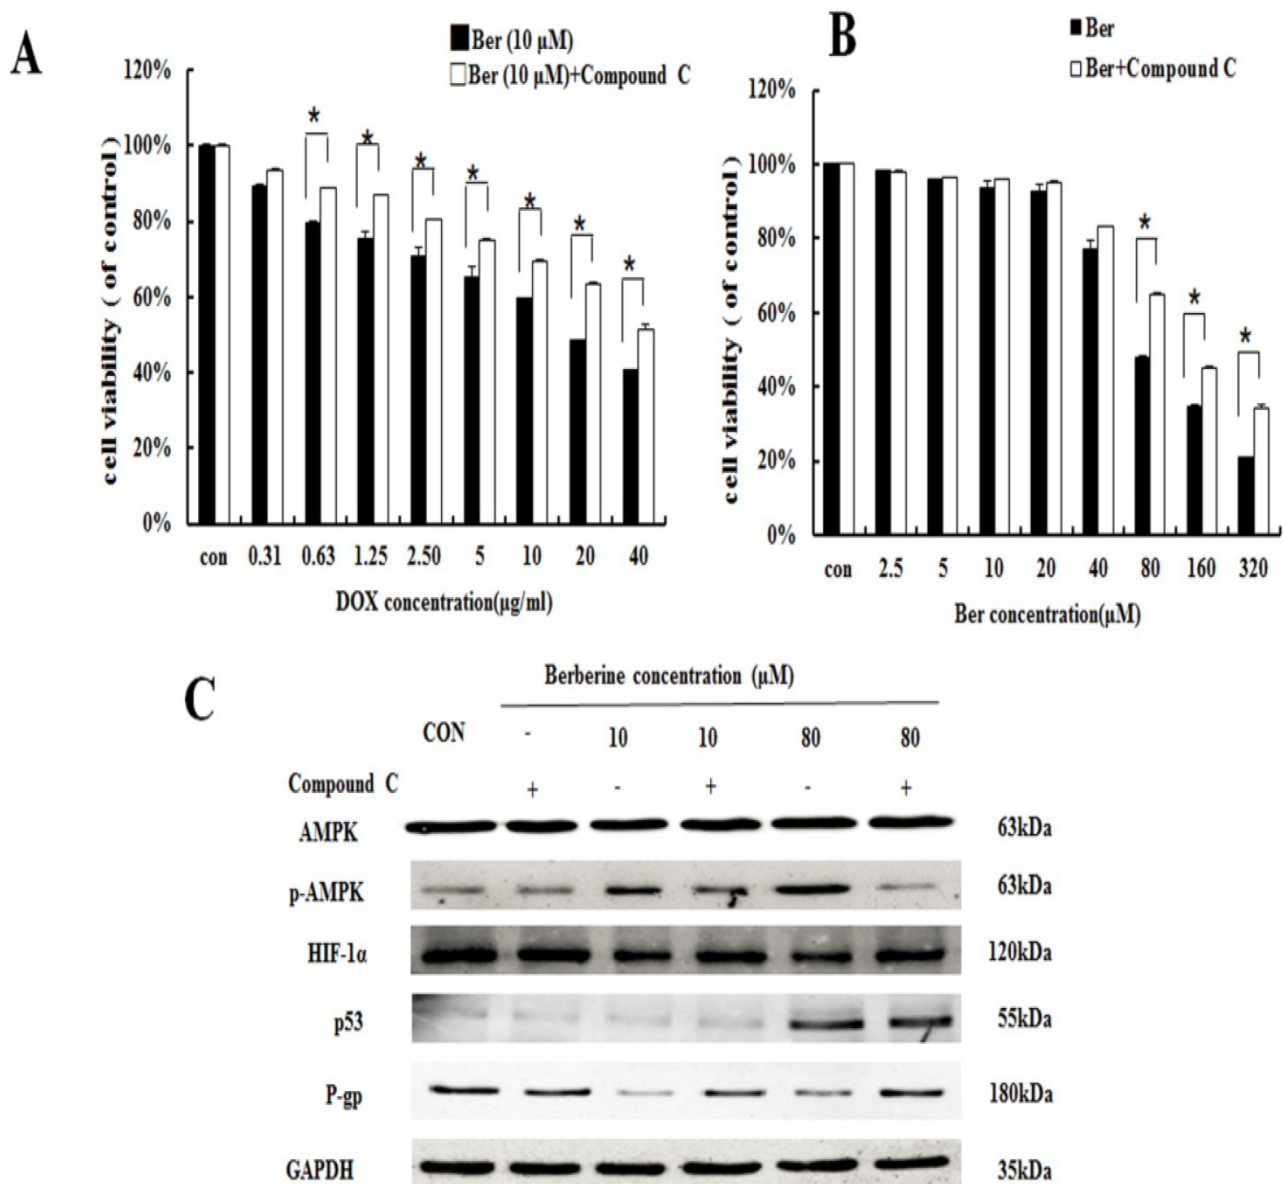 A
Ber (10 μM)
Ber (10 μM)+Compound C
120%
100%
80%
60%
40%
20%
0%
cell viability ( of control)
*
*
*
*
*
*
*
con 0.31 0.63 1.25 2.50 5 10 20 40
DOX concentration(μg/ml)
B
Ber
Ber+Compound C
120%
100%
80%
60%
40%
20%
0%
cell viability ( of control)
*
*
*
con 2.5 5 10 20 40 80 160 320
Ber concentration(μM)
C
Berberine concentration (μM)
CON - 10 10 80 80
Compound C + - + - +
AMPK 63kDa
p-AMPK 63kDa
HIF-1α 120kDa
p53 55kDa
P-gp 180kDa
GAPDH 35kDa